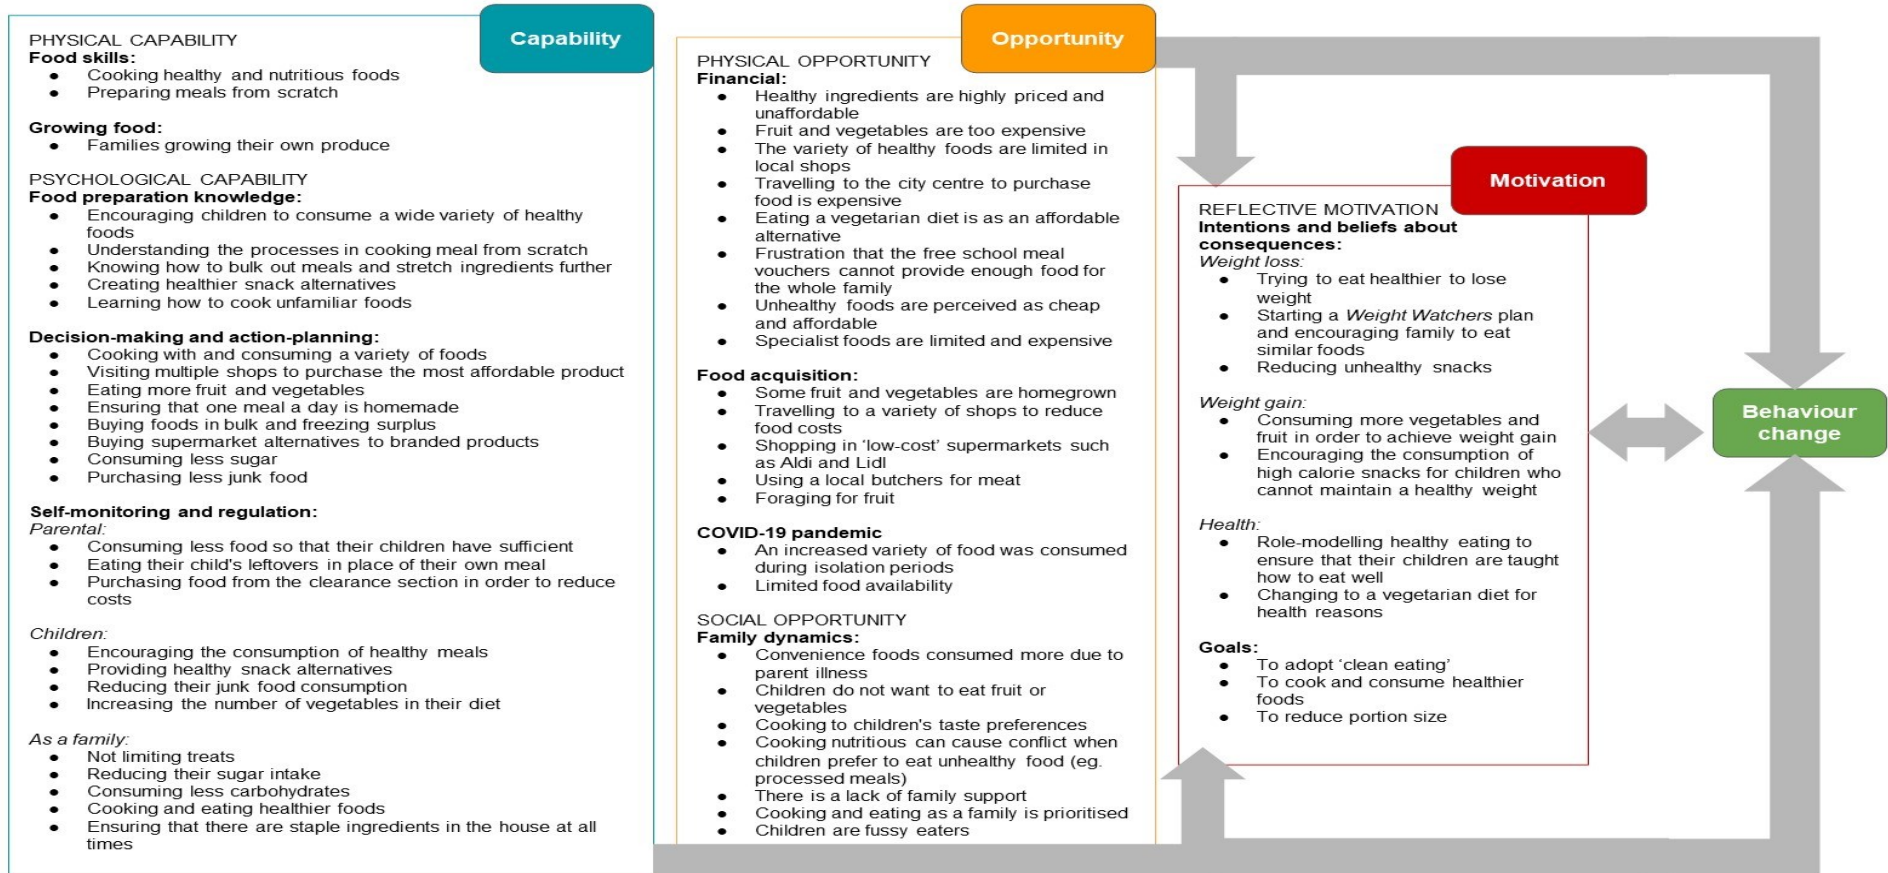 Capability
PHYSICAL CAPABILITY
Food skills:
● Cooking healthy and nutritious foods
● Preparing meals from scratch
Growing food:
● Families growing their own produce
PSYCHOLOGICAL CAPABILITY
Food preparation knowledge:
● Encouraging children to consume a wide variety of healthy
foods
● Understanding the processes in cooking meal from scratch
● Knowing how to bulk out meals and stretch ingredients further
● Creating healthier snack alternatives
● Learning how to cook unfamiliar foods
Decision-making and action-planning:
● Cooking with and consuming a variety of foods
● Visiting multiple shops to purchase the most affordable product
● Eating more fruit and vegetables
● Ensuring that one meal a day is homemade
● Buying foods in bulk and freezing surplus
● Buying supermarket alternatives to branded products
● Consuming less sugar
● Purchasing less junk food
Self-monitoring and regulation:
Parental:
● Consuming less food so that their children have sufficient
● Eating their child's leftovers in place of their own meal
● Purchasing food from the clearance section in order to reduce
costs
Children:
● Encouraging the consumption of healthy meals
● Providing healthy snack alternatives
● Reducing their junk food consumption
● Increasing the number of vegetables in their diet
As a family:
● Not limiting treats
● Reducing their sugar intake
● Consuming less carbohydrates
● Cooking and eating healthier foods
● Ensuring that there are staple ingredients in the house at all
times
Opportunity
PHYSICAL OPPORTUNITY
Financial:
● Healthy ingredients are highly priced and
unaffordable
● Fruit and vegetables are too expensive
● The variety of healthy foods are limited in
local shops
● Travelling to the city centre to purchase
food is expensive
● Eating a vegetarian diet is as an affordable
alternative
● Frustration that the free school meal
vouchers cannot provide enough food for
the whole family
● Unhealthy foods are perceived as cheap
and affordable
● Specialist foods are limited and expensive
Food acquisition:
● Some fruit and vegetables are homegrown
● Travelling to a variety of shops to reduce
food costs
● Shopping in ‘low-cost’ supermarkets such
as Aldi and Lidl
● Using a local butchers for meat
● Foraging for fruit
COVID-19 pandemic
● An increased variety of food was consumed
during isolation periods
● Limited food availability
SOCIAL OPPORTUNITY
Family dynamics:
● Convenience foods consumed more due to
parent illness
● Children do not want to eat fruit or
vegetables
● Cooking to children's taste preferences
● Cooking nutritious can cause conflict when
children prefer to eat unhealthy food (eg.
processed meals)
● There is a lack of family support
● Cooking and eating as a family is prioritised
● Children are fussy eaters
Motivation
REFLECTIVE MOTIVATION
Intentions and beliefs about
consequences:
Weight loss:
● Trying to eat healthier to lose
weight
● Starting a Weight Watchers plan
and encouraging family to eat
similar foods
● Reducing unhealthy snacks
Weight gain:
● Consuming more vegetables and
fruit in order to achieve weight gain
● Encouraging the consumption of
high calorie snacks for children who
cannot maintain a healthy weight
Health:
● Role-modelling healthy eating to
ensure that their children are taught
how to eat well
● Changing to a vegetarian diet for
health reasons
Goals:
● To adopt ‘clean eating’
● To cook and consume healthier
foods
● To reduce portion size
Behaviour
change